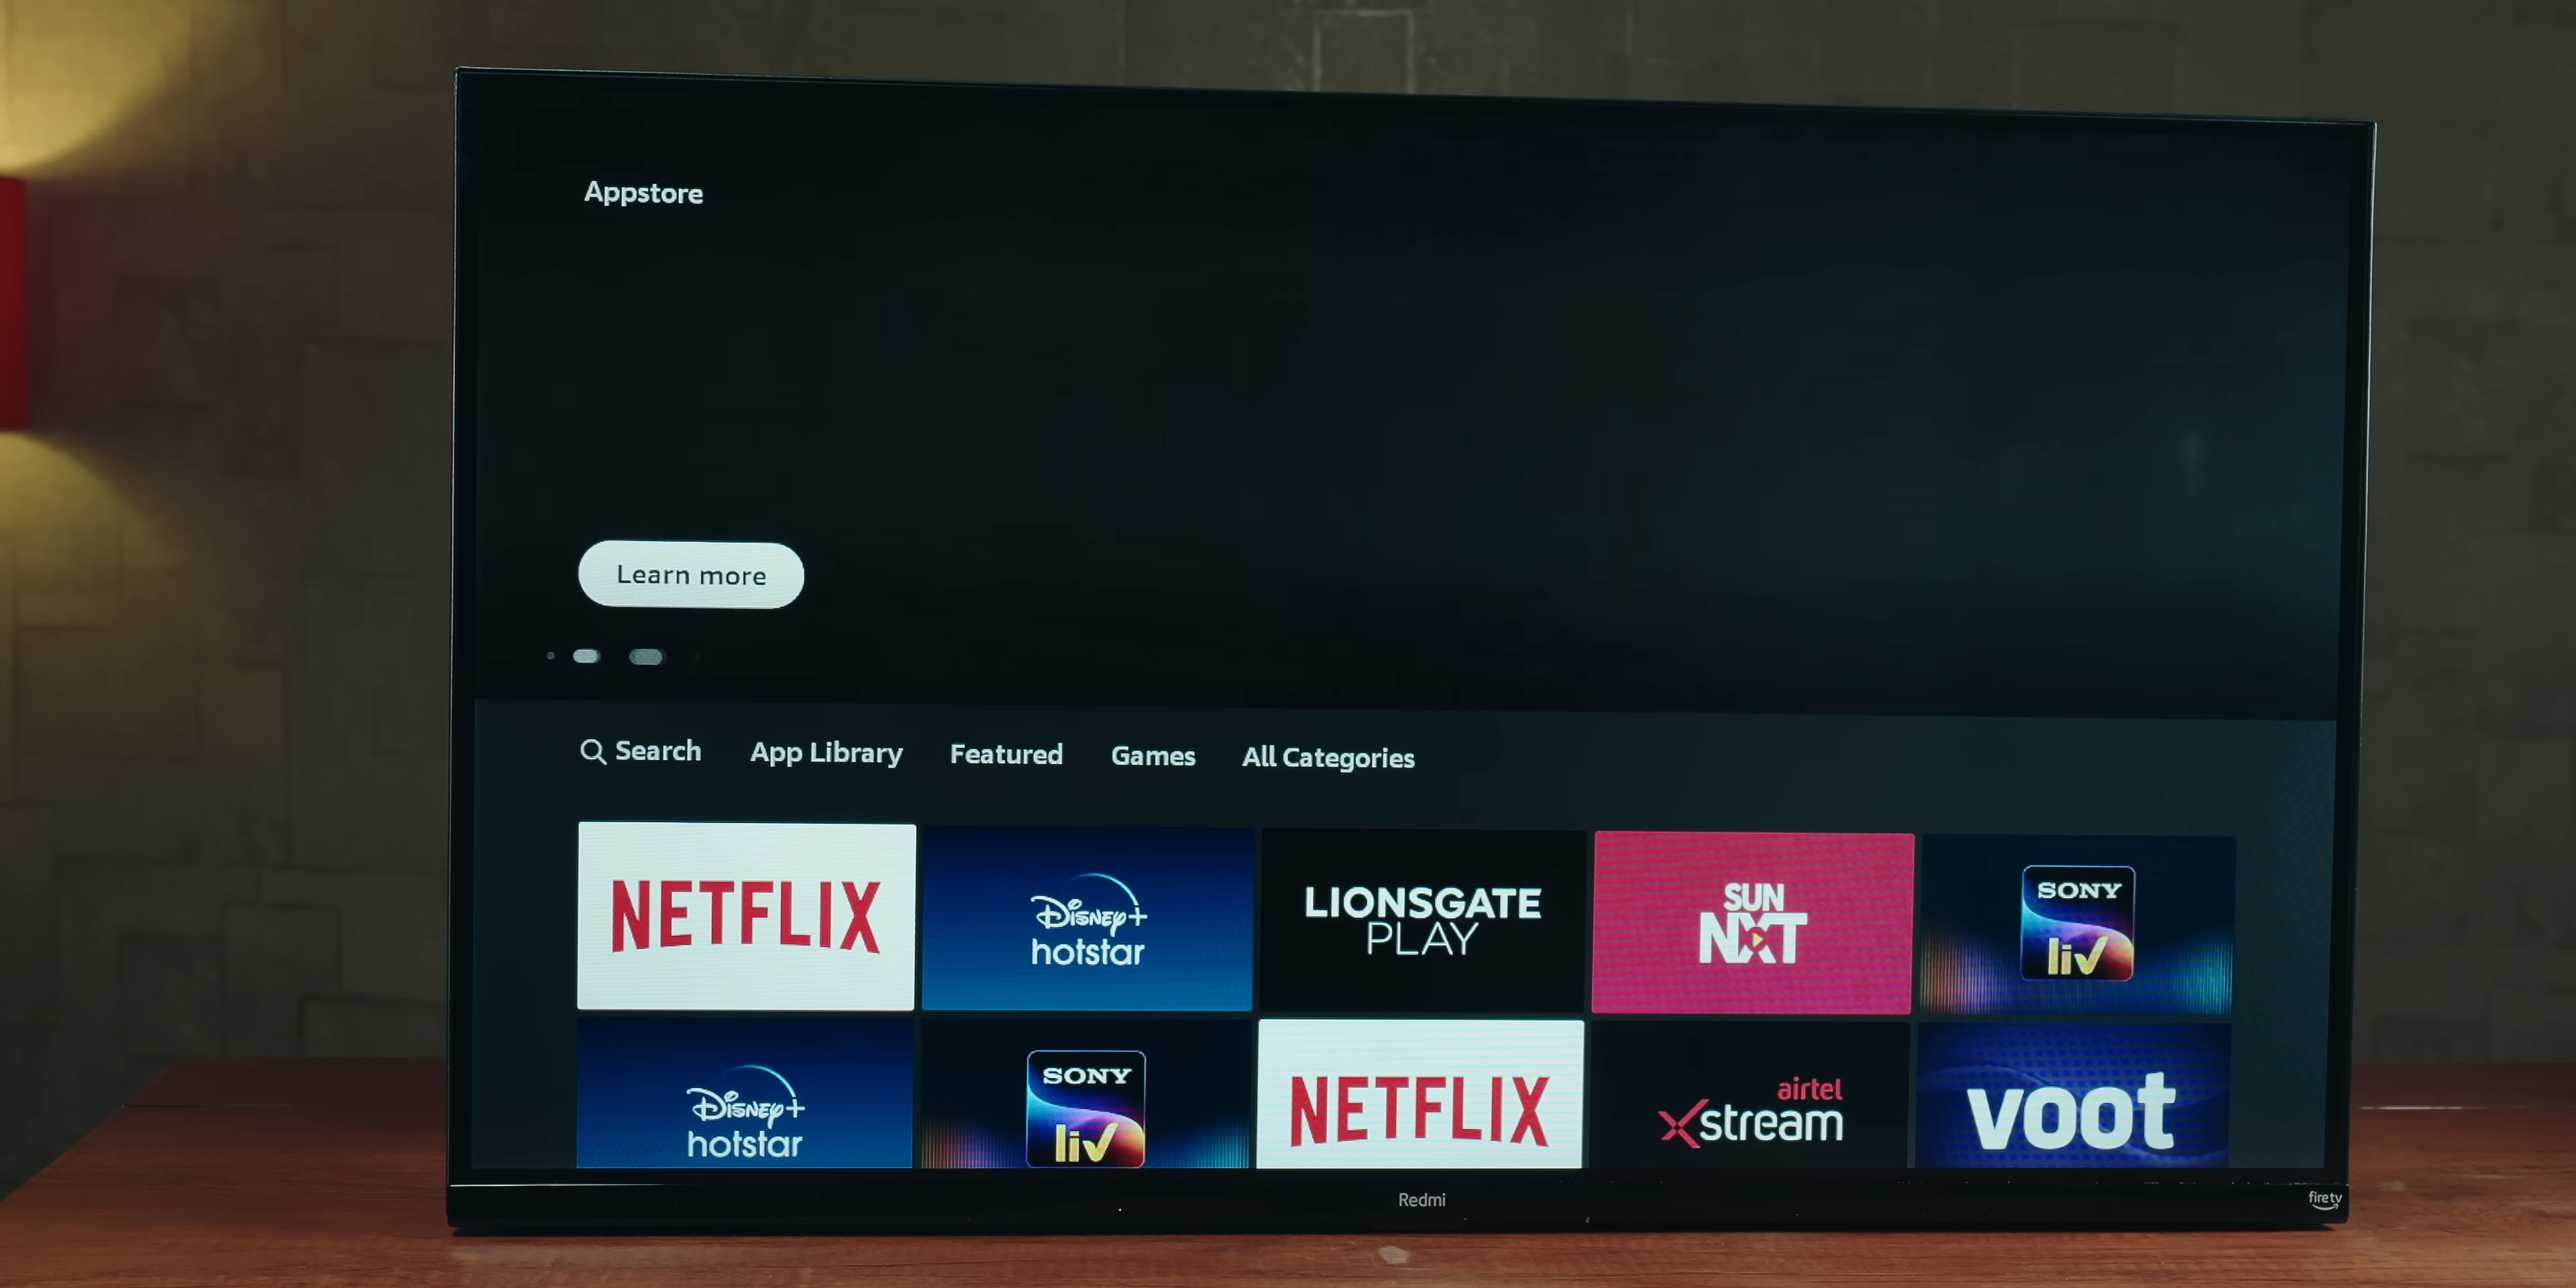 Appstore
Learn more
Search App Library Featured Games All Categories
NETFLIX
Disney+
hotstar
LIONSGATE
PLAY
SUN
NXT
SONY
liv
Disney+
hotstar
SONY
liv
NETFLIX
airtel
Xstream
voot
Redmi
firetv